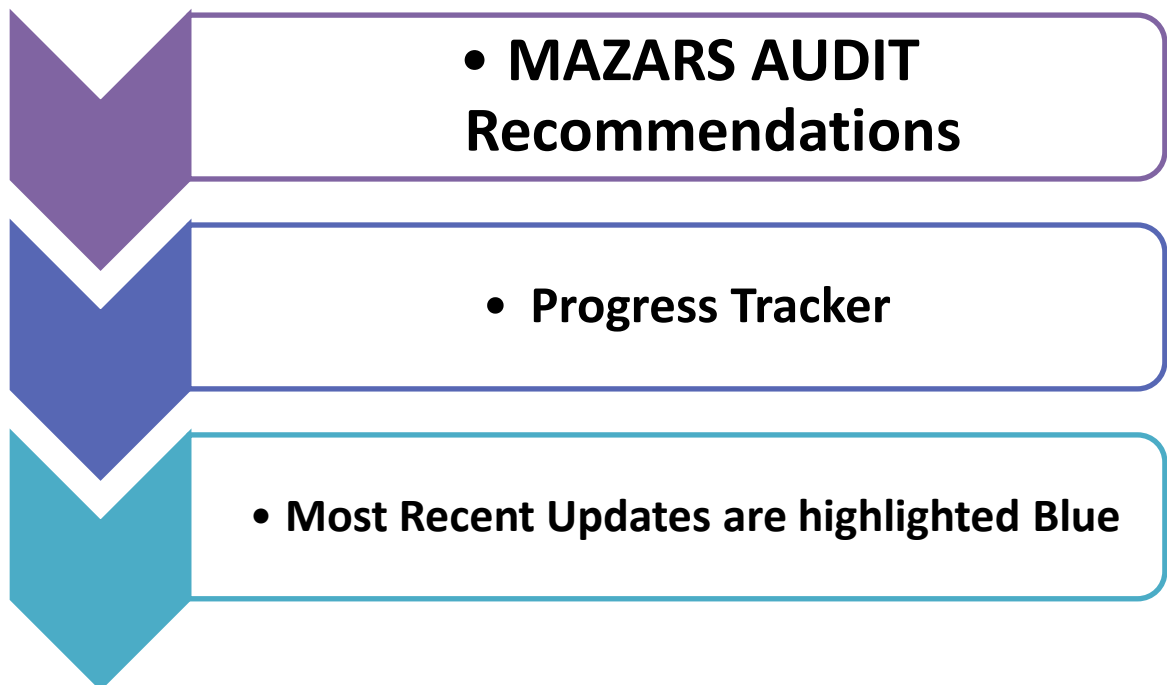 • MAZARS AUDIT
Recommendations
• Progress Tracker
• Most Recent Updates are highlighted Blue